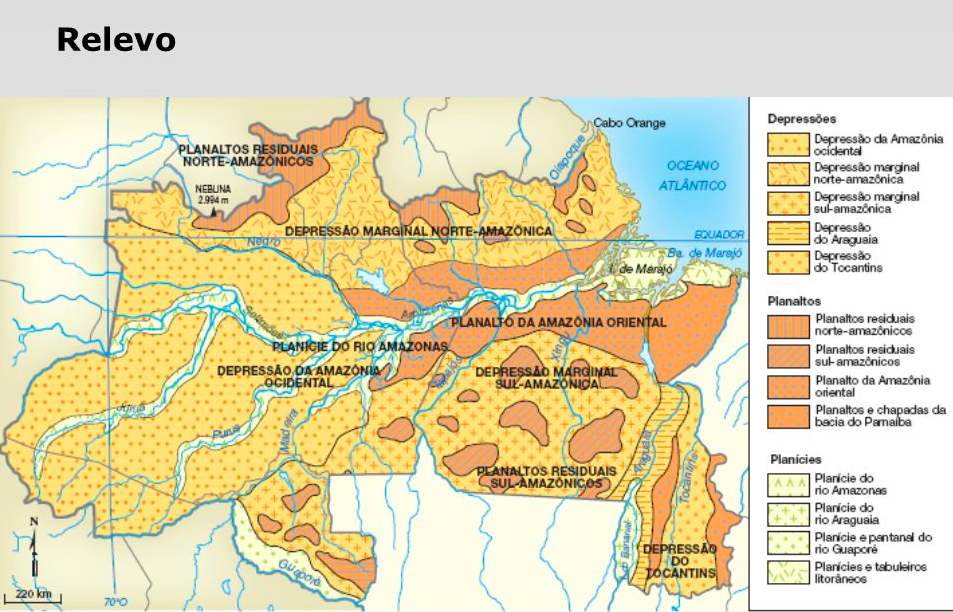 Relevo
Cabo Orange
PLANALTOS RESIDUAIS
NORTE-AMAZÔNICOS
Oiapoque
OCEANO
ATLÂNTICO
NEBLINA
2.994 m
DEPRESSÃO MARGINAL NORTE-AMAZÔNICA
EQUADOR
Negro
Ba. de Marajó
I. de Marajó
Amazonas
Solimões
PLANALTO DA AMAZÔNIA ORIENTAL
PLANÍCIE DO RIO AMAZONAS
Xingu
Tapajós
DEPRESSÃO DA AMAZÔNIA
OCIDENTAL
DEPRESSÃO MARGINAL
SUL-AMAZÔNICA
Juruá
Purus
Madeira
Araguaia
Tocantins
PLANALTOS RESIDUAIS
SUL-AMAZÔNICOS
N
I. do Bananal
DEPRESSÃO
DO
TOCANTINS
Guaporé
220 km
70ºO
Depressões
Depressão da Amazônia
ocidental
Depressão marginal
norte-amazônica
Depressão marginal
sul-amazônica
Depressão
do Araguaia
Depressão
do Tocantins
Planaltos
Planaltos residuais
norte-amazônicos
Planaltos residuais
sul-amazônicos
Planalto da Amazônia
oriental
Planaltos e chapadas da
bacia do Parnaíba
Planícies
Planície do
rio Amazonas
Planície do
rio Araguaia
Planície e pantanal do
rio Guaporé
Planícies e tabuleiros
litorâneos